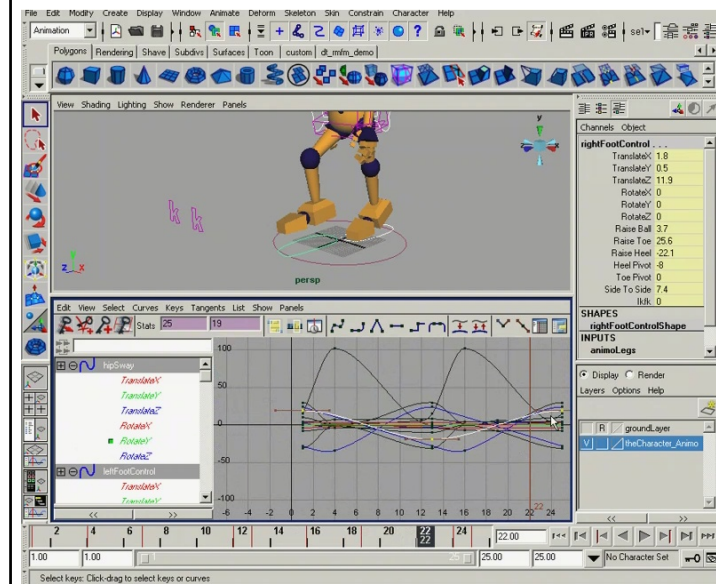 File Edit Modify Create Display Window Animate Deform Skeleton Skin Constrain Character Help
Animation
sel
Polygons Rendering Shave Subdivs Surfaces Toon custom dt_rmfm_demo
View Shading Lighting Show Renderer Panels
y
z x
persp
Channels Object
rightFootControl . . .
TranslateX 1.8
TranslateY 0.5
TranslateZ 11.9
RotateX 0
RotateY 0
RotateZ 0
Raise Ball 3.7
Raise Toe 25.6
Raise Heel -22.1
Heel Pivot -8
Toe Pivot 0
Side To Side 7.4
Ikfk 0
SHAPES
rightFootControlShape
INPUTS
animoLegs
Display Render
Layers Options Help
R groundLayer
V theCharacter_Animo
Edit View Select Curves Keys Tangents List Show Panels
Stats 25 19
hipSway
TranslateX
TranslateY
TranslateZ
RotateX
RotateY
RotateZ
leftFootControl
TranslateX
TranslateY
100
50
0
-50
-100
-6 -4 -2 0 2 4 6 8 10 12 14 16 18 20 22 24
22
<< >>
<< >>
2 4 6 8 10 12 14 16 18 20 22 24
22
22.00
1.00 1.00 1 25 25.00 25.00 No Character Set
Select keys: Click-drag to select keys or curves